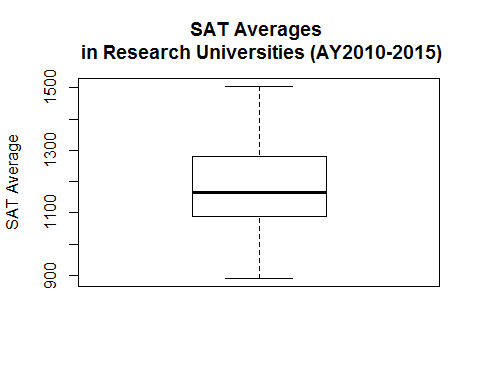 SAT Averages
in Research Universities (AY2010-2015)
SAT Average
1500
1300
1100
900